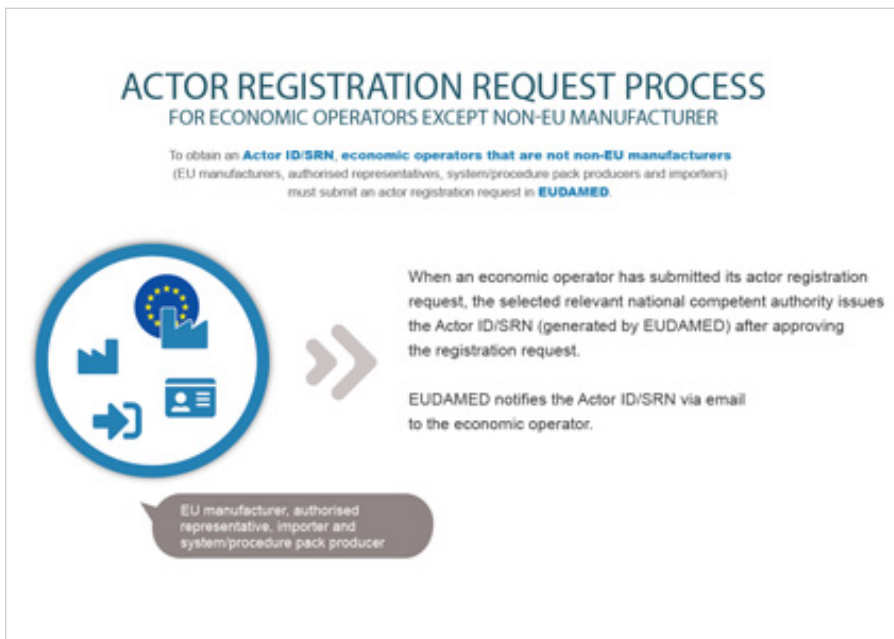 ACTOR REGISTRATION REQUEST PROCESS
FOR ECONOMIC OPERATORS EXCEPT NON-EU MANUFACTURER
To obtain an Actor ID/SRN, economic operators that are not non-EU manufacturers
(EU manufacturers, authorised representatives, system/procedure pack producers and importers)
must submit an actor registration request in EUDAMED.
When an economic operator has submitted its actor registration
request, the selected relevant national competent authority issues
the Actor ID/SRN (generated by EUDAMED) after approving
the registration request.
EUDAMED notifies the Actor ID/SRN via email
to the economic operator.
EU manufacturer, authorised
representative, importer and
system/procedure pack producer